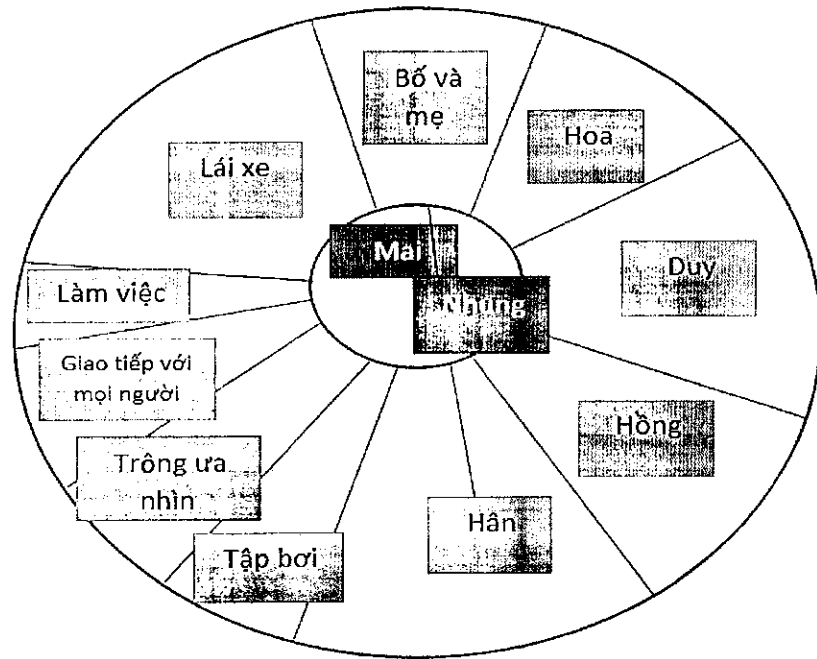 Bố và
mẹ
Hoa
Lái xe
Mai
Duy
Nhung
Làm việc
Giao tiếp với
mọi người
Hồng
Trông ưa
nhìn
Hân
Tập bơi